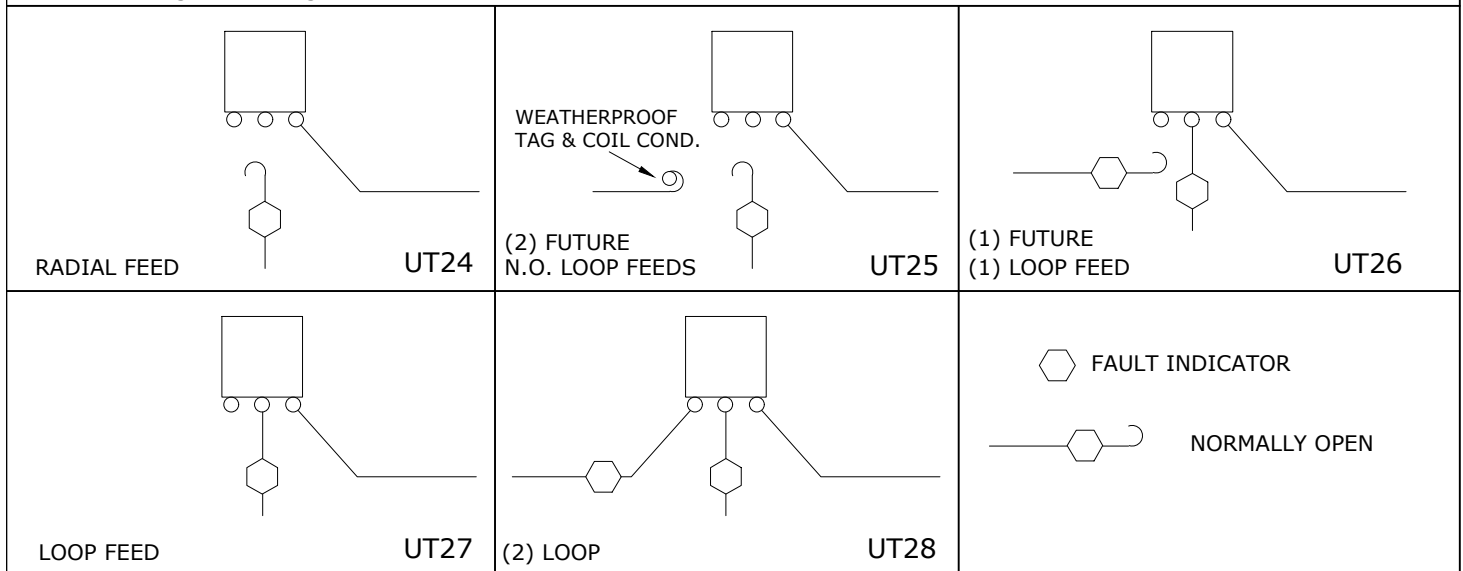 WEATHERPROOF
TAG & COIL COND.
RADIAL FEED
UT24
(2) FUTURE
N.O. LOOP FEEDS
UT25
(1) FUTURE
(1) LOOP FEED
UT26
LOOP FEED
UT27
(2) LOOP
UT28
FAULT INDICATOR
NORMALLY OPEN